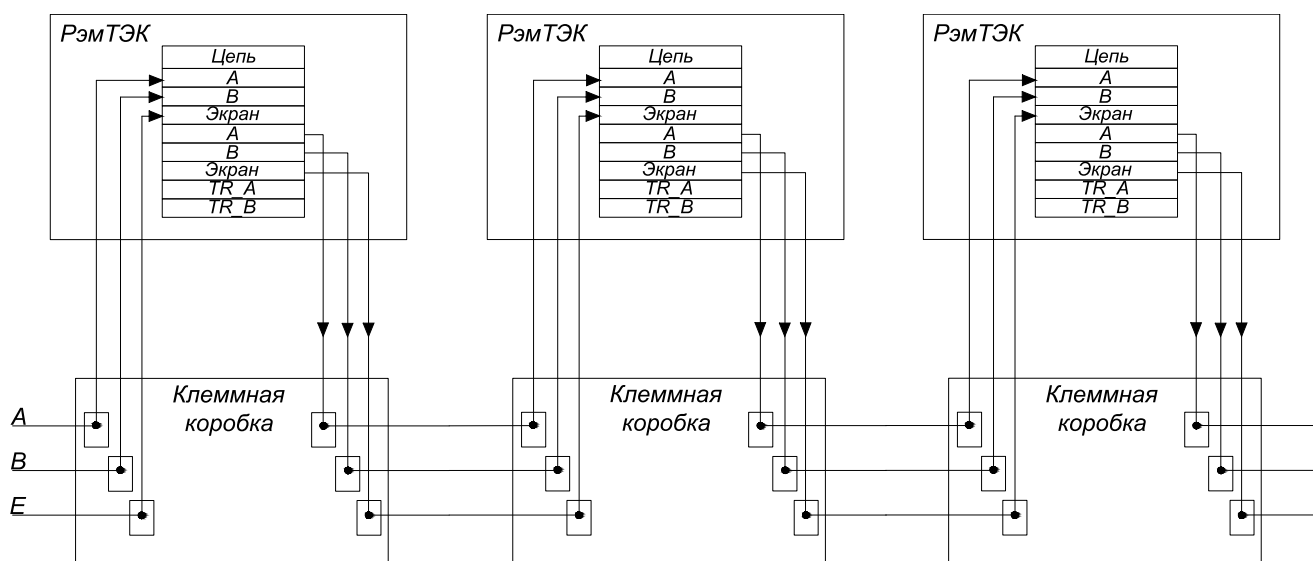 РэмТЭК
Цепь
А
В
Экран
А
В
Экран
TR_A
TR_B
РэмТЭК
Цепь
А
В
Экран
А
В
Экран
TR_A
TR_B
РэмТЭК
Цепь
А
В
Экран
А
В
Экран
TR_A
TR_B
Клеммная
коробка
Клеммная
коробка
Клеммная
коробка
А
В
Е